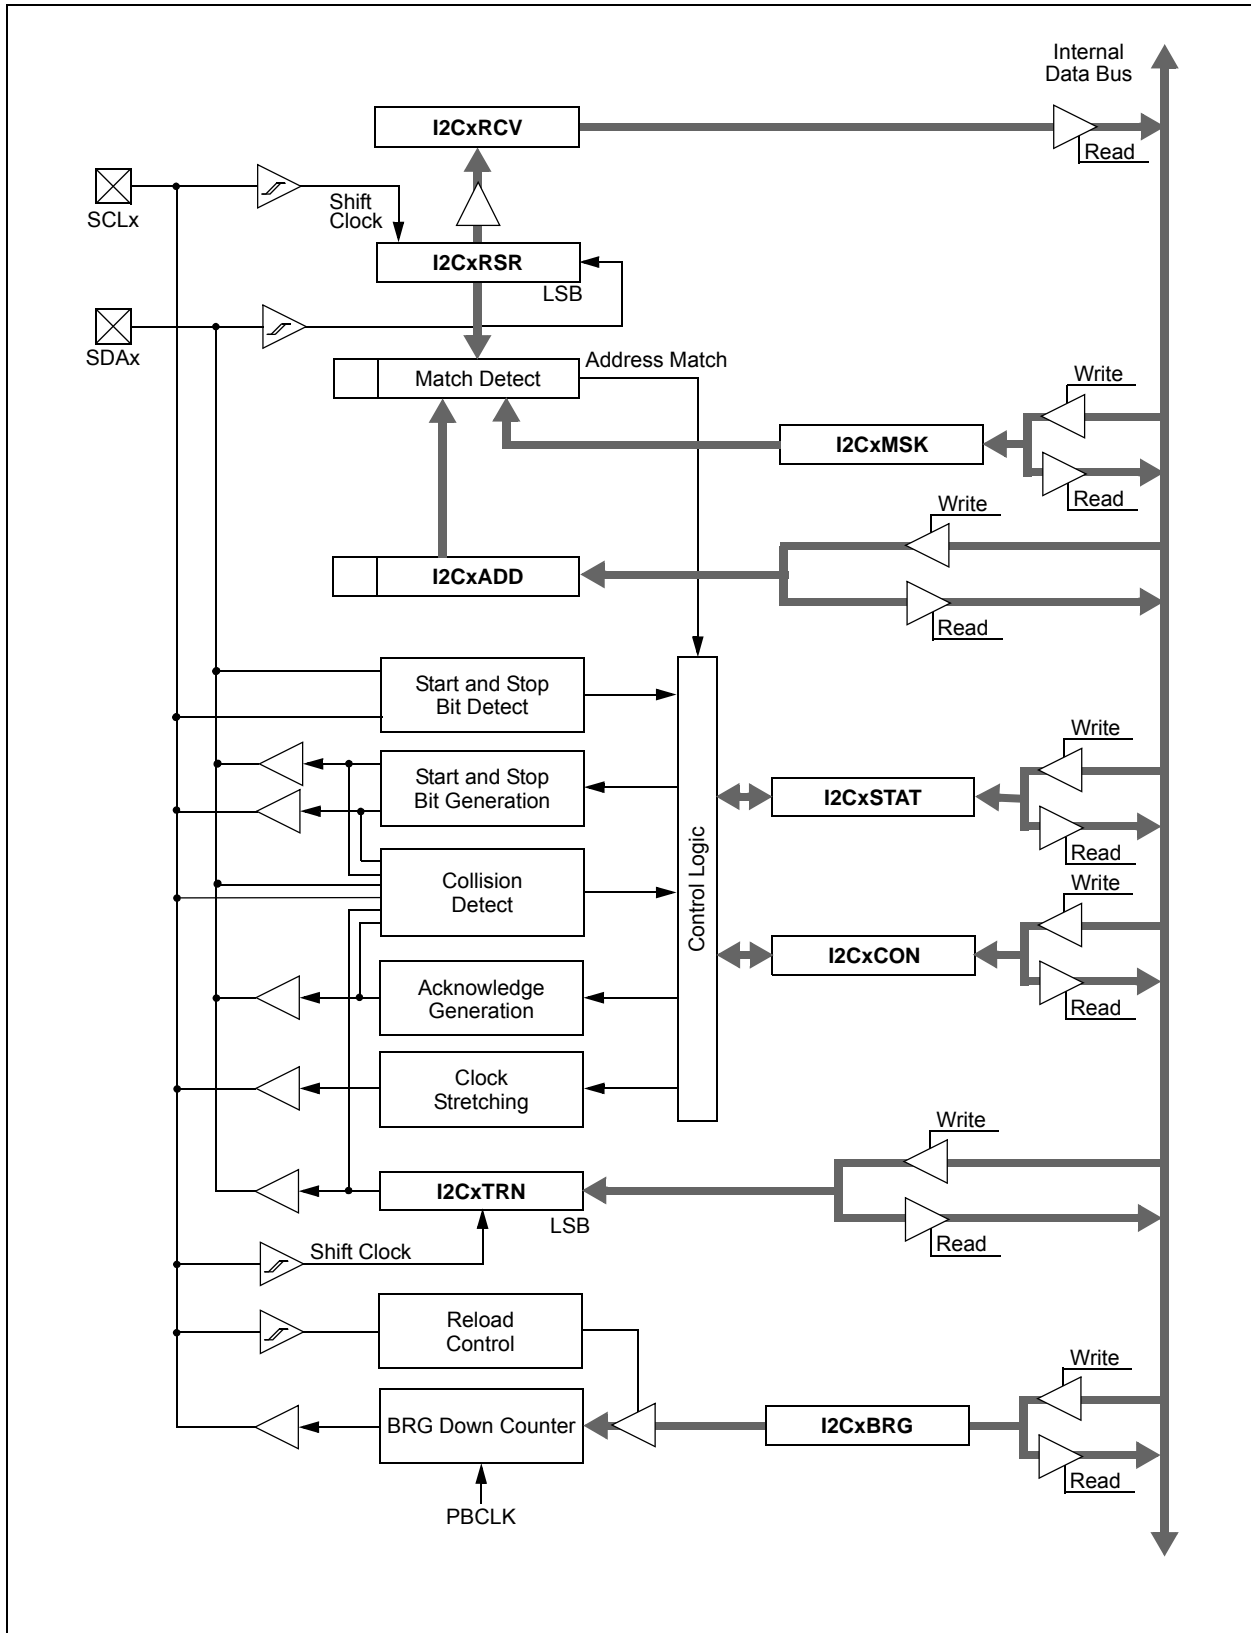 Internal
Data Bus
I2CxRCV
Read
SCLx
Shift
Clock
I2CxRSR
LSB
SDAx
Address Match
Match Detect
Write
I2CxMSK
Read
Write
I2CxADD
Read
Start and Stop
Bit Detect
Control Logic
Write
Start and Stop
Bit Generation
I2CxSTAT
Read
Collision
Detect
Write
I2CxCON
Read
Acknowledge
Generation
Clock
Stretching
Write
I2CxTRN
LSB
Read
Shift Clock
Reload
Control
Write
BRG Down Counter
I2CxBRG
Read
PBCLK